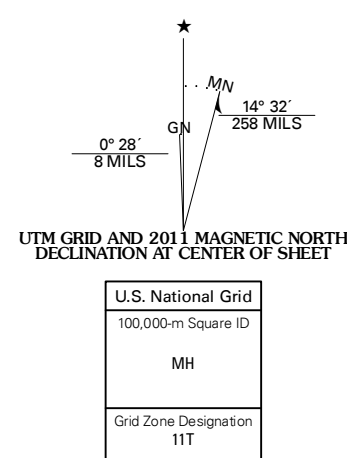 ★
MN
GN
14° 32´
258 MILS
0° 28´
8 MILS
UTM GRID AND 2011 MAGNETIC NORTH
DECLINATION AT CENTER OF SHEET
U.S. National Grid
100,000-m Square ID
MH
Grid Zone Designation
11T